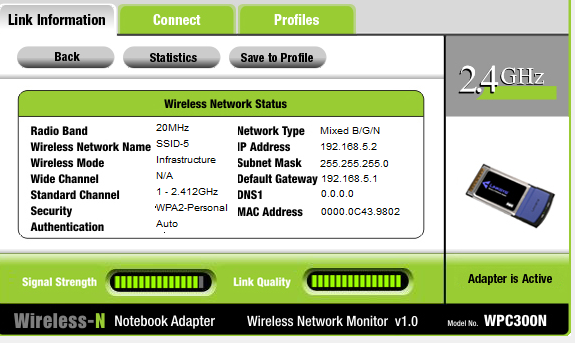 Link Information Connect Profiles
Back Statistics Save to Profile
2.4GHz
Wireless Network Status
Radio Band 20MHz Network Type Mixed B/G/N
Wireless Network Name SSID-5 IP Address 192.168.5.2
Wireless Mode Infrastructure Subnet Mask 255.255.255.0
Wide Channel N/A Default Gateway 192.168.5.1
Standard Channel 1 - 2.412GHz DNS1 0.0.0.0
Security WPA2-Personal MAC Address 0000.0C43.9802
Authentication Auto
Signal Strength Link Quality Adapter is Active
Wireless-N Notebook Adapter Wireless Network Monitor v1.0 Model No. WPC300N